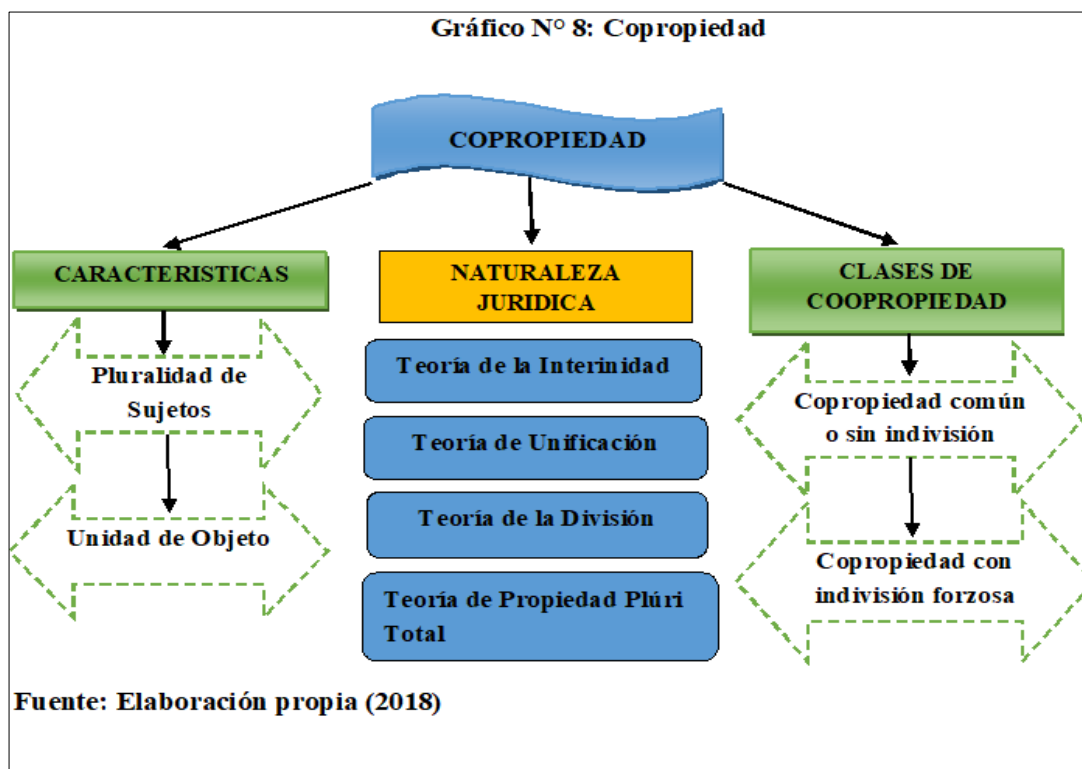 Gráfico N° 8: Copropiedad
COPROPIEDAD
CARACTERISTICAS
Pluralidad de
Sujetos
Unidad de Objeto
NATURALEZA
JURIDICA
Teoría de la Interinidad
Teoría de Unificación
Teoría de la División
Teoría de Propiedad Plúri
Total
CLASES DE
COOPROPIEDAD
Copropiedad común
o sin indivisión
Copropiedad con
indivisión forzosa
Fuente: Elaboración propia (2018)